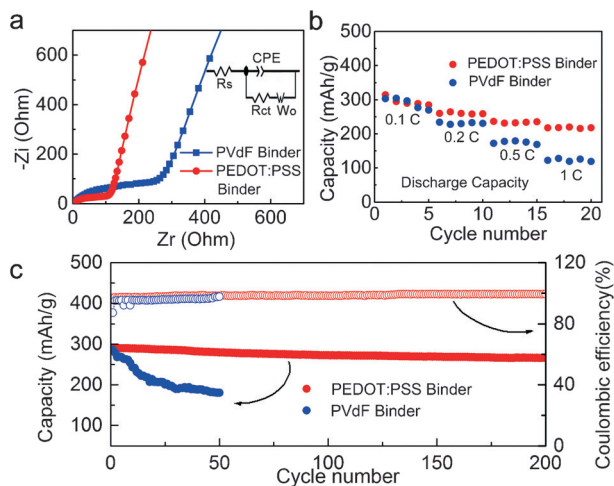 a
600
400
200
0
-Zi (Ohm)
0 200 400 600
Zr (Ohm)
CPE
Rs
Rct Wo
PVdF Binder
PEDOT:PSS
Binder
b
600
500
400
300
200
100
0
Capacity (mAh/g)
PEDOT:PSS Binder
PVdF Binder
0.1 C
0.2 C
0.5 C
1 C
Discharge Capacity
0 5 10 15 20
Cycle number
c
400
300
200
100
Capacity (mAh/g)
120
80
40
0
Coulombic efficiency(%)
PEDOT:PSS Binder
PVdF Binder
0 50 100 150 200
Cycle number